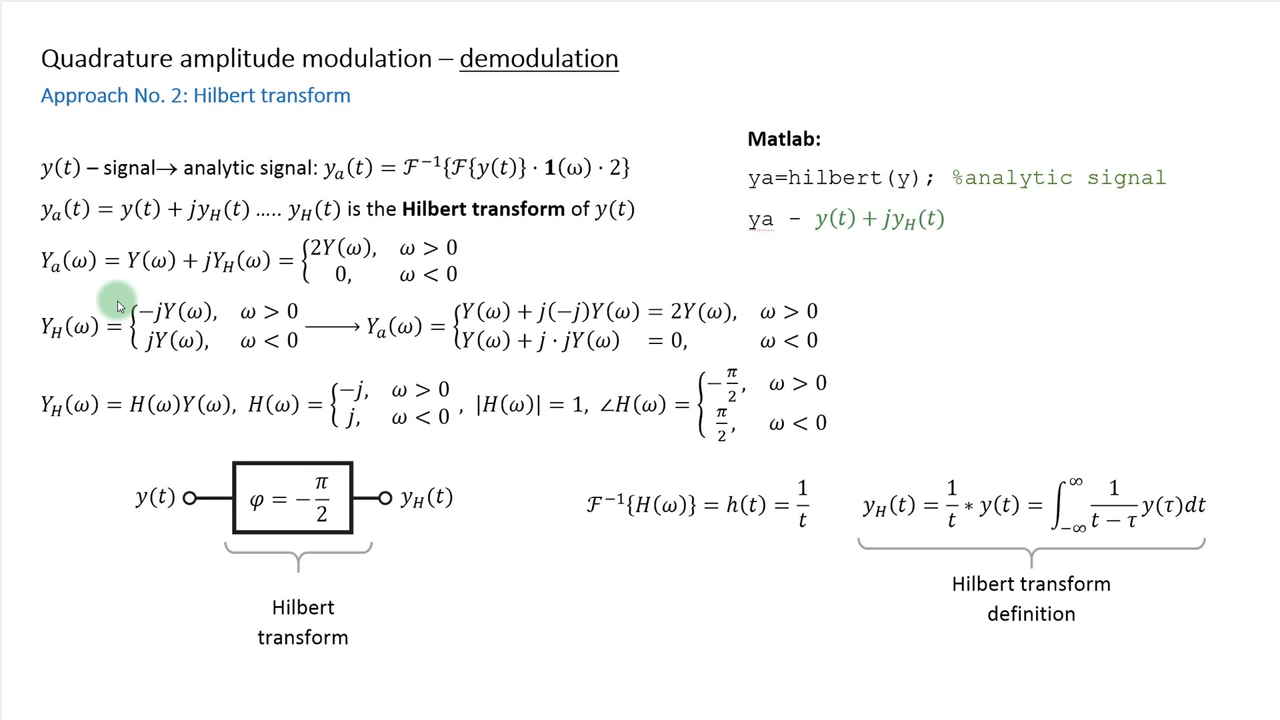 Quadrature amplitude modulation – demodulation
Approach No. 2: Hilbert transform
Matlab:
y(t) – signal→ analytic signal: yₐ(t) = ℱ⁻¹{ℱ{y(t)} · 𝟏(ω) · 2}
ya=hilbert(y); %analytic signal
yₐ(t) = y(t) + jy_H(t) ….. y_H(t) is the Hilbert transform of y(t)
ya - y(t) + jy_H(t)
Yₐ(ω) = Y(ω) + jY_H(ω) = {2Y(ω), ω > 0
0, ω < 0
Y_H(ω) = {−jY(ω), ω > 0
jY(ω), ω < 0
⟶ Yₐ(ω) = {Y(ω) + j(−j)Y(ω) = 2Y(ω), ω > 0
Y(ω) + j · jY(ω) = 0, ω < 0
Y_H(ω) = H(ω)Y(ω), H(ω) = {−j, ω > 0
j, ω < 0
, |H(ω)| = 1, ∠H(ω) = {−π/2, ω > 0
π/2, ω < 0
y(t) φ = −π/2 y_H(t)
ℱ⁻¹{H(ω)} = h(t) = 1/t
y_H(t) = 1/t ∗ y(t) = ∫_{−∞}^{∞} 1/(t − τ) y(τ)dt
Hilbert
transform
Hilbert transform
definition